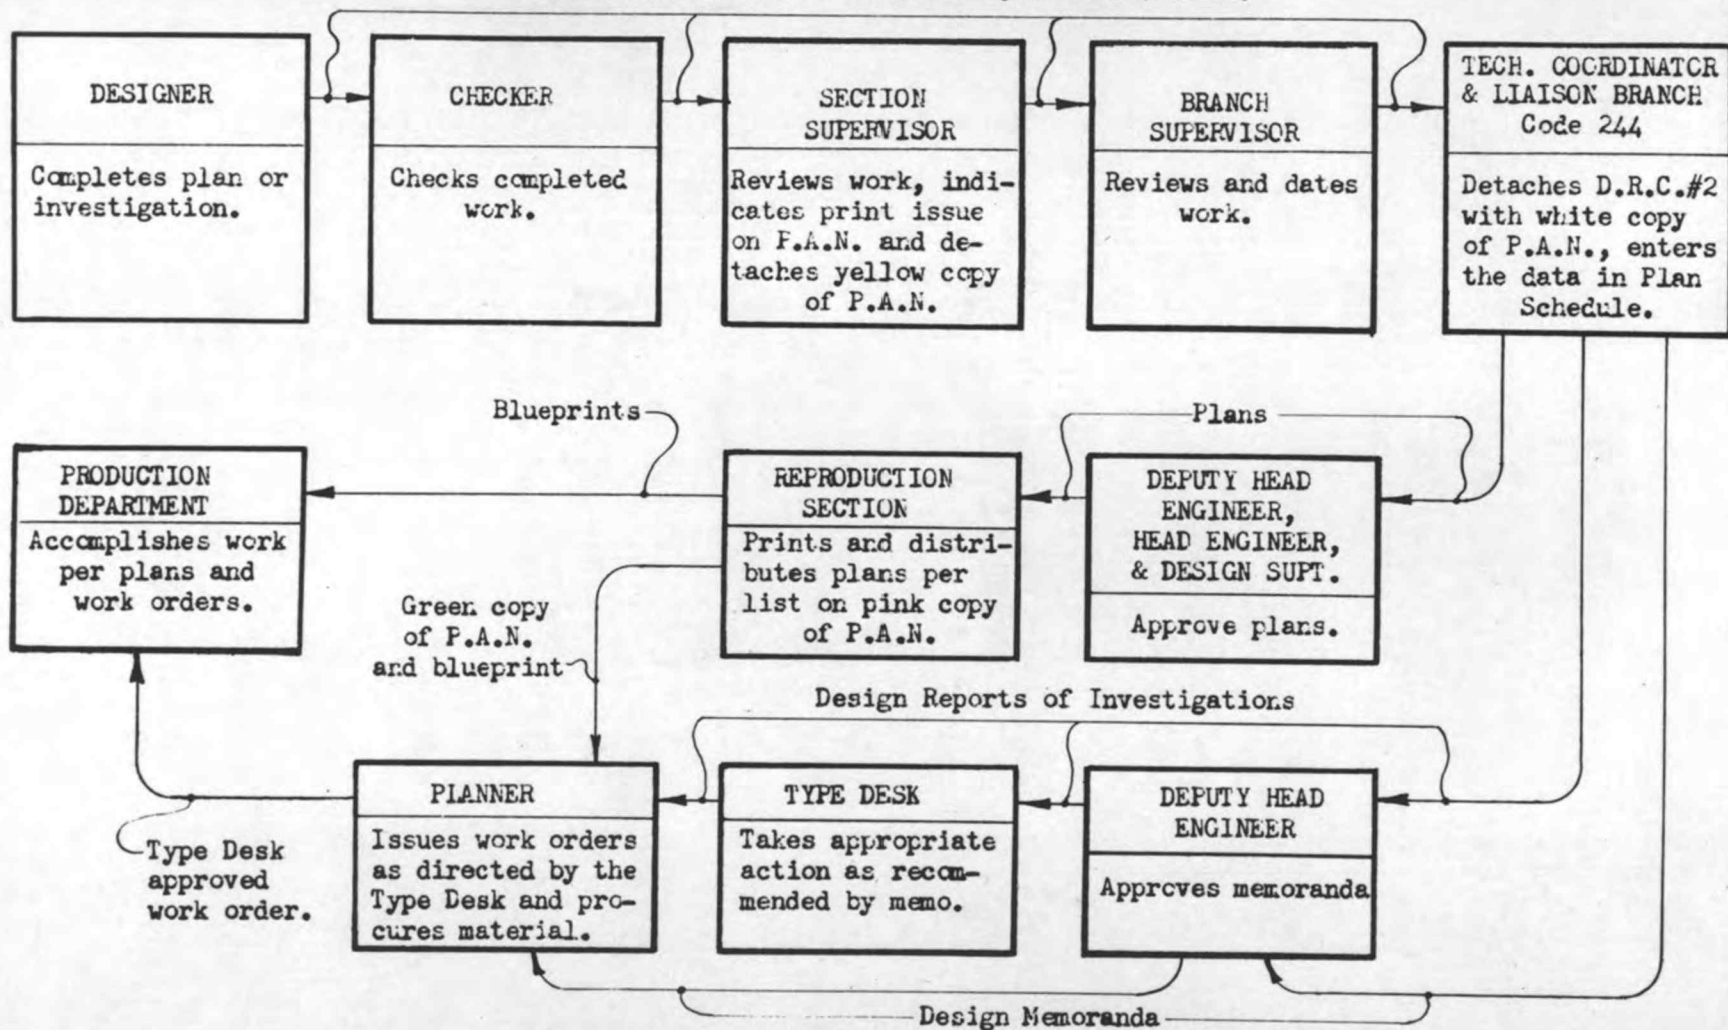 DESIGNER
Completes plan or
investigation.
CHECKER
Checks completed
work.
SECTION
SUPERVISOR
Reviews work, indi-
cates print issue
on P.A.N. and de-
taches yellow copy
of P.A.N.
BRANCH
SUPERVISOR
Reviews and dates
work.
TECH. COORDINATOR
& LIAISON BRANCH
Code 244
Detaches D.R.C.#2
with white copy
of P.A.N., enters
the data in Plan
Schedule.
Blueprints
Plans
PRODUCTION
DEPARTMENT
Accomplishes work
per plans and
work orders.
REPRODUCTION
SECTION
Prints and distri-
butes plans per
list on pink copy
of P.A.N.
DEPUTY HEAD
ENGINEER,
HEAD ENGINEER,
& DESIGN SUPT.
Approve plans.
Green copy
of P.A.N.
and blueprint
Design Reports of Investigations
PLANNER
Issues work orders
as directed by the
Type Desk and pro-
cures material.
TYPE DESK
Takes appropriate
action as recom-
mended by memo.
DEPUTY HEAD
ENGINEER
Approves memoranda
Type Desk
approved
work order.
Design Memoranda